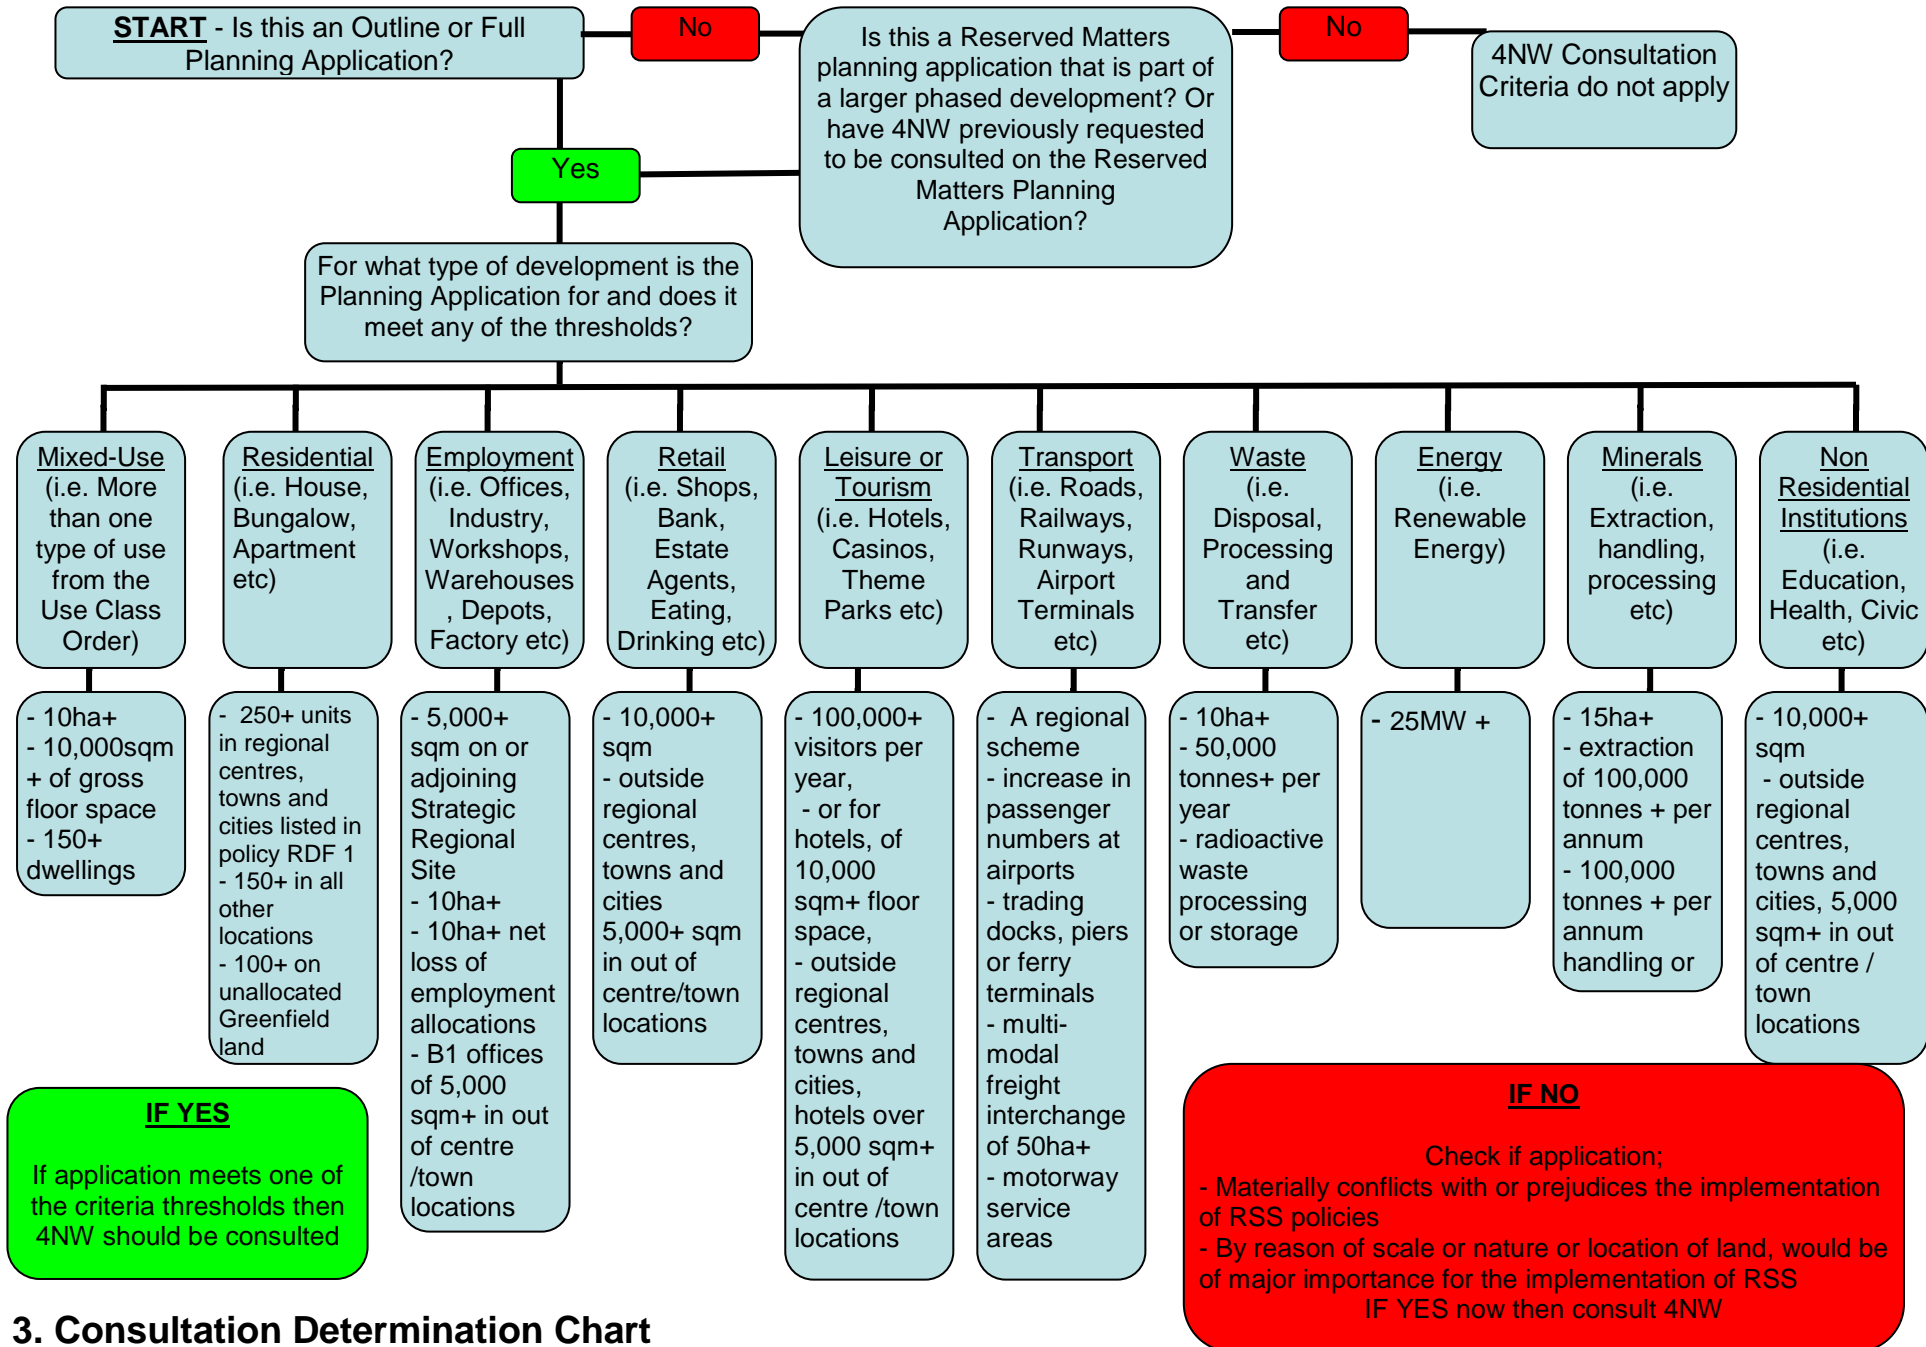 START - Is this an Outline or Full
Planning Application?
No
Is this a Reserved Matters
planning application that is part of
a larger phased development? Or
have 4NW previously requested
to be consulted on the Reserved
Matters Planning
Application?
No
4NW Consultation
Criteria do not apply
Yes
For what type of development is the
Planning Application for and does it
meet any of the thresholds?
Mixed-Use
(i.e. More
than one
type of use
from the
Use Class
Order)
Residential
(i.e. House,
Bungalow,
Apartment
etc)
Employment
(i.e. Offices,
Industry,
Workshops,
Warehouses
, Depots,
Factory etc)
Retail
(i.e. Shops,
Bank,
Estate
Agents,
Eating,
Drinking etc)
Leisure or
Tourism
(i.e. Hotels,
Casinos,
Theme
Parks etc)
Transport
(i.e. Roads,
Railways,
Runways,
Airport
Terminals
etc)
Waste
(i.e.
Disposal,
Processing
and
Transfer
etc)
Energy
(i.e.
Renewable
Energy)
Minerals
(i.e.
Extraction,
handling,
processing
etc)
Non
Residential
Institutions
(i.e.
Education,
Health, Civic
etc)
- 10ha+
- 10,000sqm
+ of gross
floor space
- 150+
dwellings
- 250+ units
in regional
centres,
towns and
cities listed in
policy RDF 1
- 150+ in all
other
locations
- 100+ on
unallocated
Greenfield
land
- 5,000+
sqm on or
adjoining
Strategic
Regional
Site
- 10ha+
- 10ha+ net
loss of
employment
allocations
- B1 offices
of 5,000
sqm+ in out
of centre
/town
locations
- 10,000+
sqm
- outside
regional
centres,
towns and
cities
5,000+ sqm
in out of
centre/town
locations
- 100,000+
visitors per
year,
- or for
hotels, of
10,000
sqm+ floor
space,
- outside
regional
centres,
towns and
cities,
hotels over
5,000 sqm+
in out of
centre /town
locations
- A regional
scheme
- increase in
passenger
numbers at
airports
- trading
docks, piers
or ferry
terminals
- multi-
modal
freight
interchange
of 50ha+
- motorway
service
areas
- 10ha+
- 50,000
tonnes+ per
year
- radioactive
waste
processing
or storage
- 25MW +
- 15ha+
- extraction
of 100,000
tonnes + per
annum
- 100,000
tonnes + per
annum
handling or
- 10,000+
sqm
- outside
regional
centres,
towns and
cities, 5,000
sqm+ in out
of centre /
town
locations
IF YES
If application meets one of
the criteria thresholds then
4NW should be consulted
IF NO
Check if application;
- Materially conflicts with or prejudices the implementation
of RSS policies
- By reason of scale or nature or location of land, would be
of major importance for the implementation of RSS
IF YES now then consult 4NW
3. Consultation Determination Chart